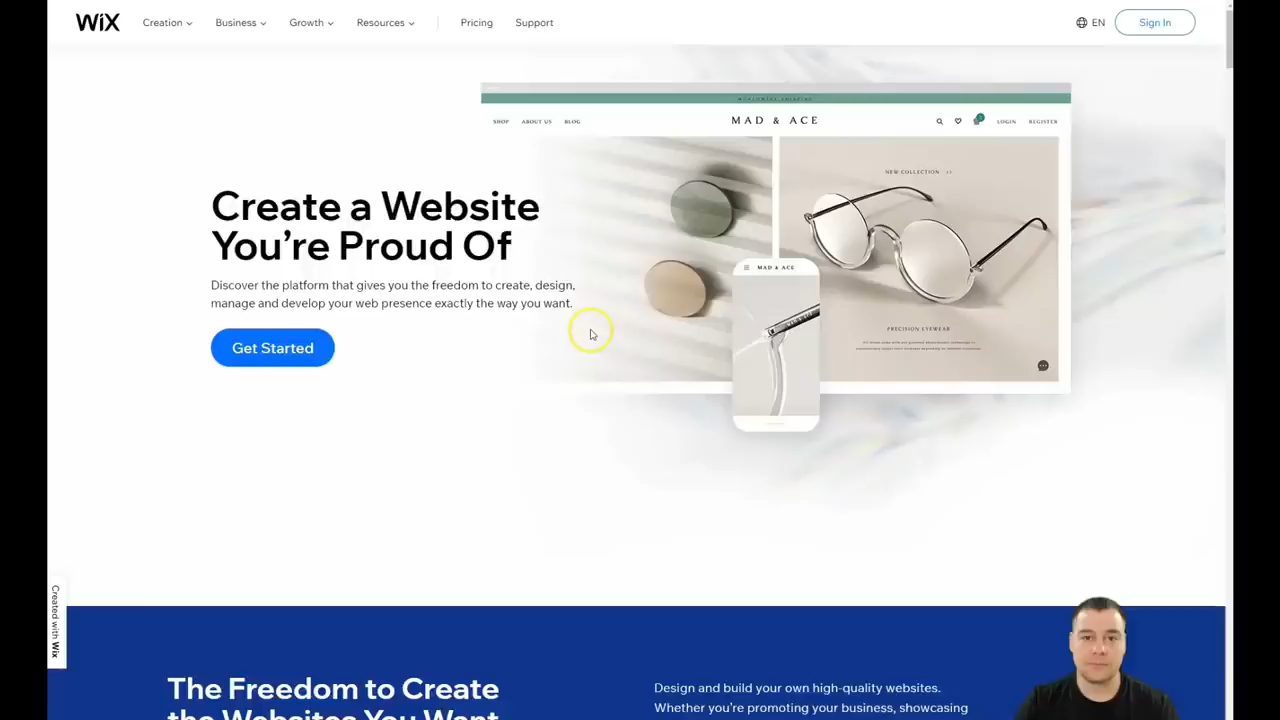 WiX
Creation
Business
Growth
Resources
Pricing
Support
EN
Sign In
SHOP
ABOUT US
BLOG
MAD & ACE
LOGIN
REGISTER
NEW COLLECTION
Create a Website
You're Proud Of
Discover the platform that gives you the freedom to create, design,
manage and develop your web presence exactly the way you want.
Get Started
MAD & ACE
PRECISION EYEWEAR
Created with Wix
The Freedom to Create
the Websites You Want
Design and build your own high-quality websites.
Whether you're promoting your business, showcasing